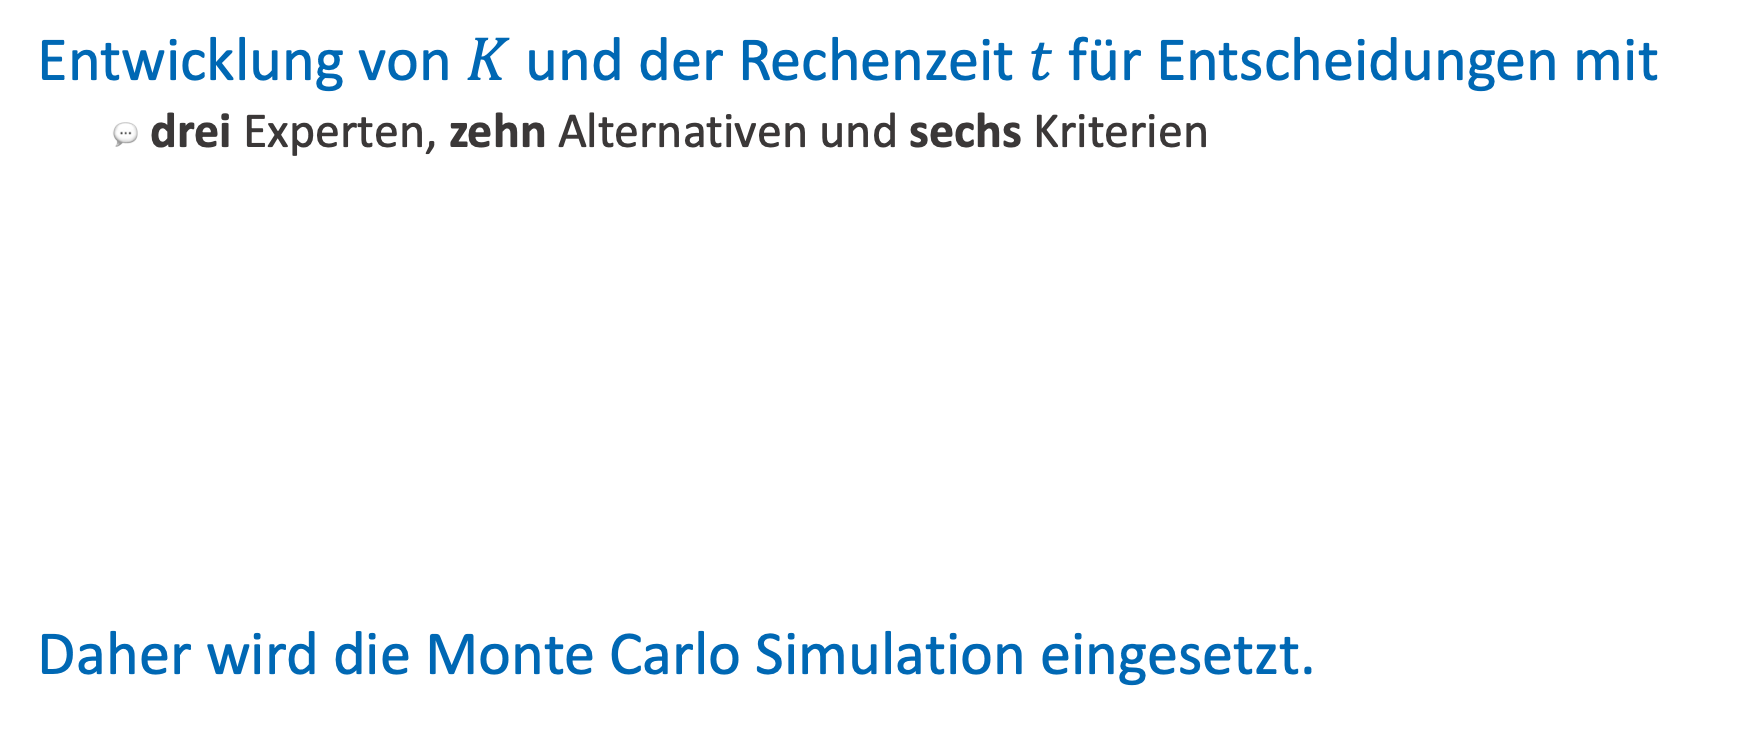 Entwicklung von K und der Rechenzeit t für Entscheidungen mit
drei Experten, zehn Alternativen und sechs Kriterien
Daher wird die Monte Carlo Simulation eingesetzt.